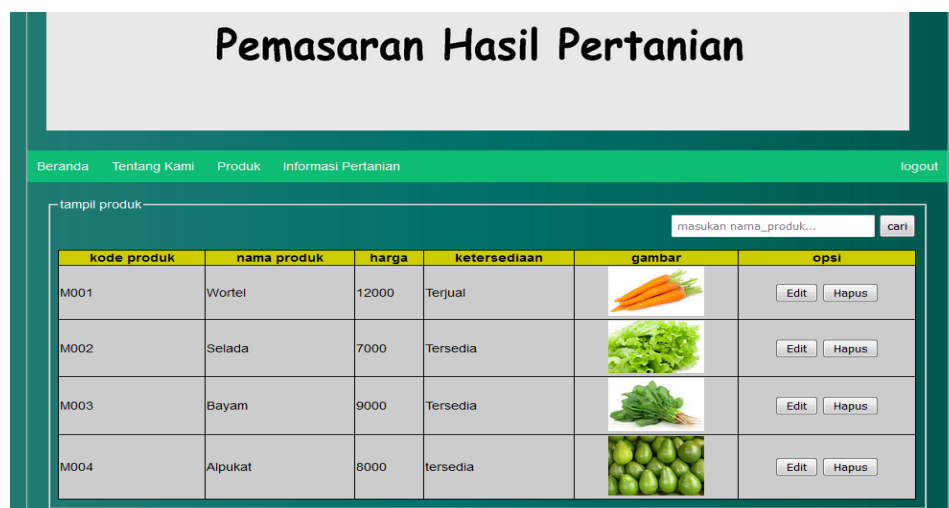 Pemasaran Hasil Pertanian
Beranda Tentang Kami Produk Informasi Pertanian logout
tampil produk
masukan nama_produk... cari
kode produk nama produk harga ketersediaan gambar opsi
M001 Wortel 12000 Terjual Edit Hapus
M002 Selada 7000 Tersedia Edit Hapus
M003 Bayam 9000 Tersedia Edit Hapus
M004 Alpukat 8000 tersedia Edit Hapus